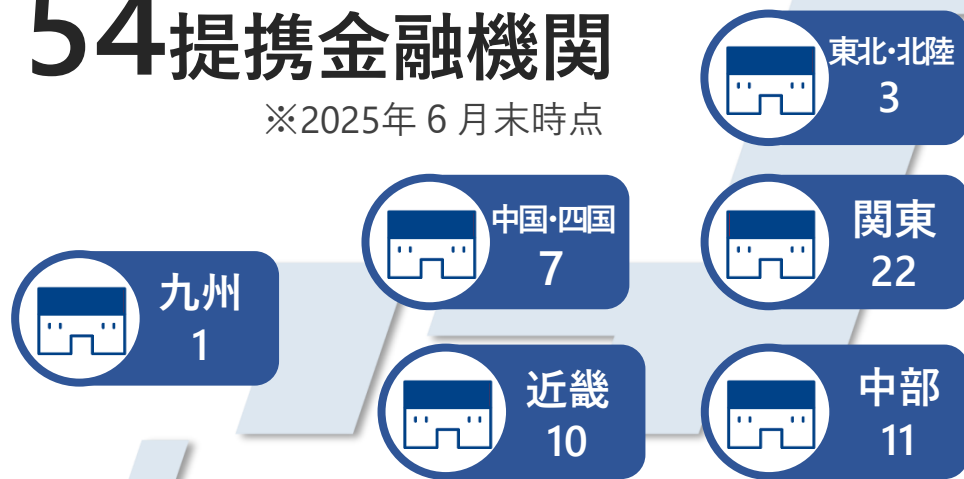 54提携金融機関
※2025年６月末時点
東北・北陸
3
中国・四国
7
関東
22
九州
1
近畿
10
中部
11